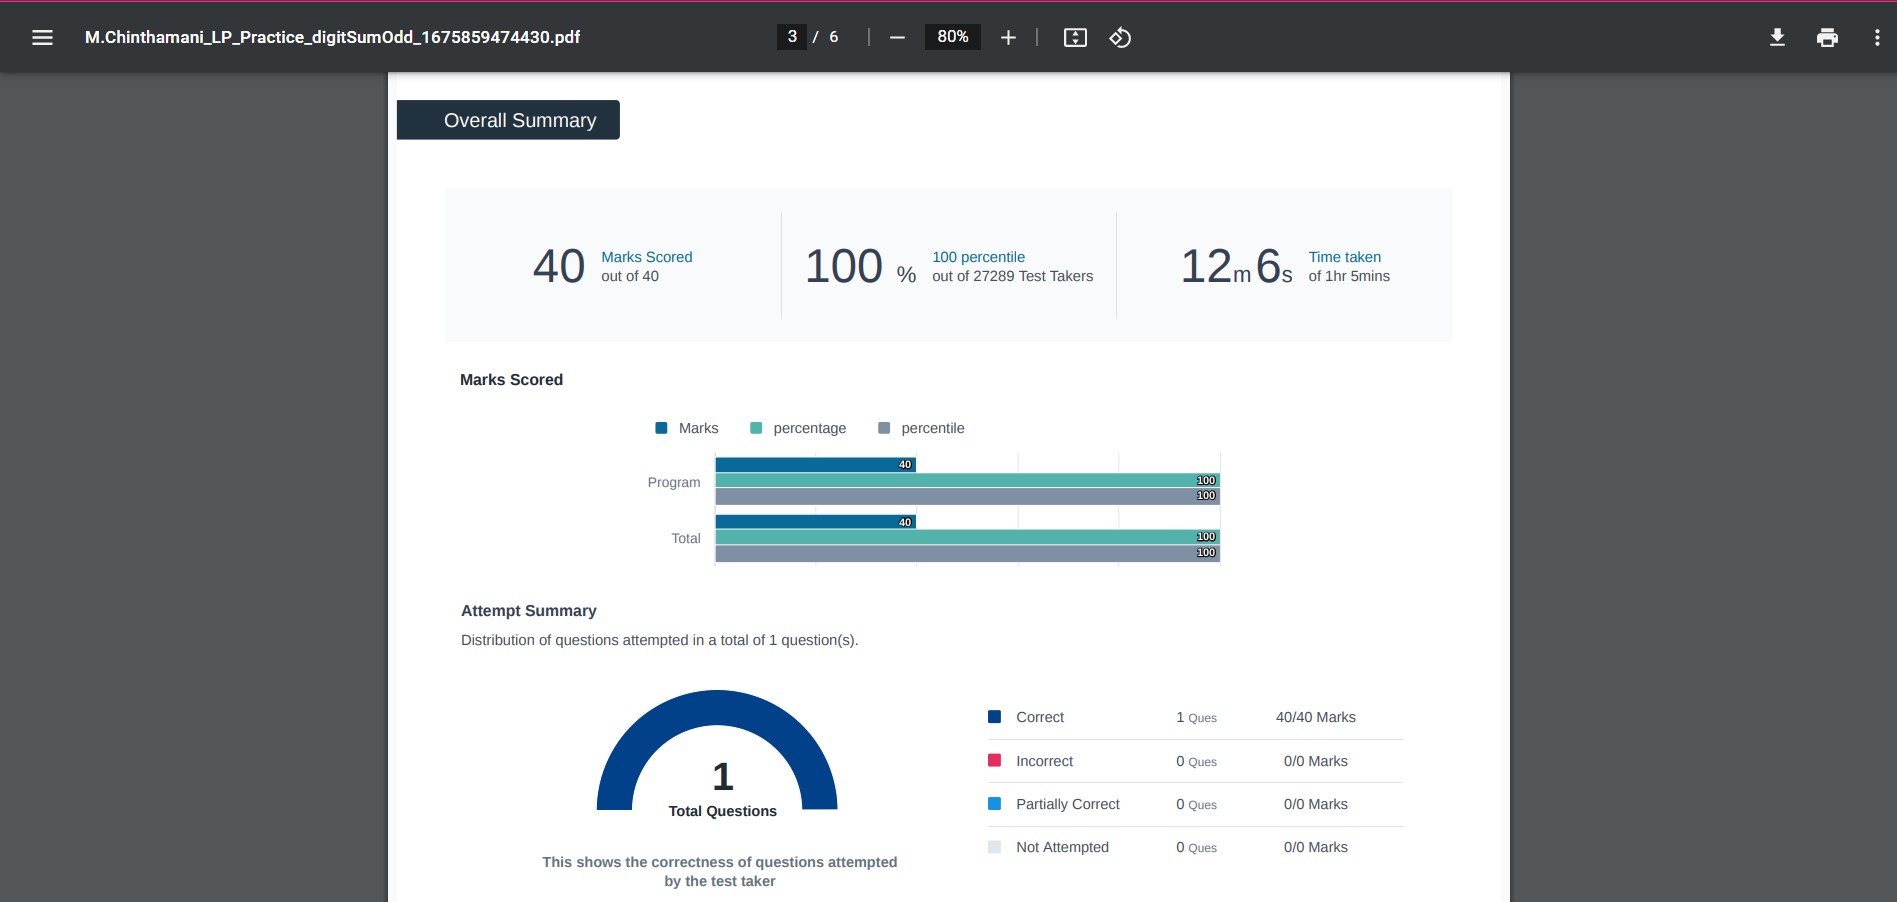 M.Chinthamani_LP_Practice_digitSumOdd_1675859474430.pdf
3 / 6
80%
Overall Summary
40 Marks Scored
out of 40
100 % 100 percentile
out of 27289 Test Takers
12m 6s Time taken
of 1hr 5mins
Marks Scored
Marks percentage percentile
Program 40
100
100
Total 40
100
100
Attempt Summary
Distribution of questions attempted in a total of 1 question(s).
1
Total Questions
This shows the correctness of questions attempted
by the test taker
Correct 1 Ques 40/40 Marks
Incorrect 0 Ques 0/0 Marks
Partially Correct 0 Ques 0/0 Marks
Not Attempted 0 Ques 0/0 Marks